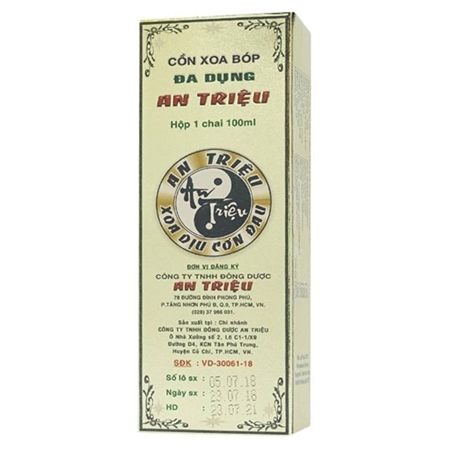 CỒN XOA BÓP
ĐA DỤNG
AN TRIỆU
Hộp 1 chai 100ml
AN TRIỆU
An
Triệu
XOA DỊU CƠN ĐAU
ĐƠN VỊ ĐĂNG KÝ
CÔNG TY TNHH ĐÔNG DƯỢC
AN TRIỆU
78 ĐƯỜNG ĐÌNH PHONG PHÚ,
P.TĂNG NHƠN PHÚ B, Q.9, TP.HCM, VN.
(028) 37 966 031.
Sản xuất tại : Chi nhánh
CÔNG TY TNHH ĐÔNG DƯỢC AN TRIỆU
Ô Nhà Xưởng số 2, Lô C1-1/X9
Đường D4, KCN Tân Phú Trung,
Huyện Củ Chi, TP.HCM, VN.
SĐK : VD-30061-18
Số lô sx : 05.07.18
Ngày sx : 23.07.18
HD : 23.07.21